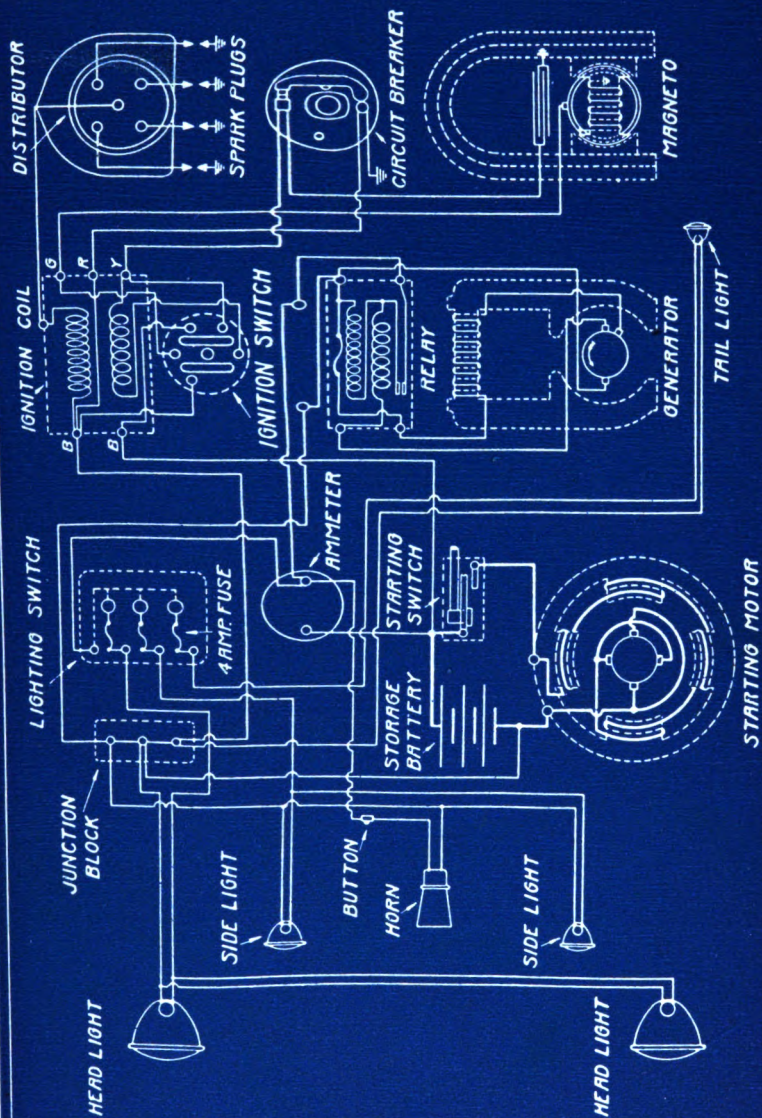 HEAD LIGHT
JUNCTION
BLOCK
LIGHTING SWITCH
IGNITION COIL
DISTRIBUTOR
SIDE LIGHT
4 AMP. FUSE
B
B
G
R
Y
SPARK PLUGS
IGNITION SWITCH
BUTTON
HORN
AMMETER
CIRCUIT BREAKER
STORAGE
BATTERY
STARTING
SWITCH
RELAY
SIDE LIGHT
GENERATOR
MAGNETO
HEAD LIGHT
STARTING MOTOR
TAIL LIGHT